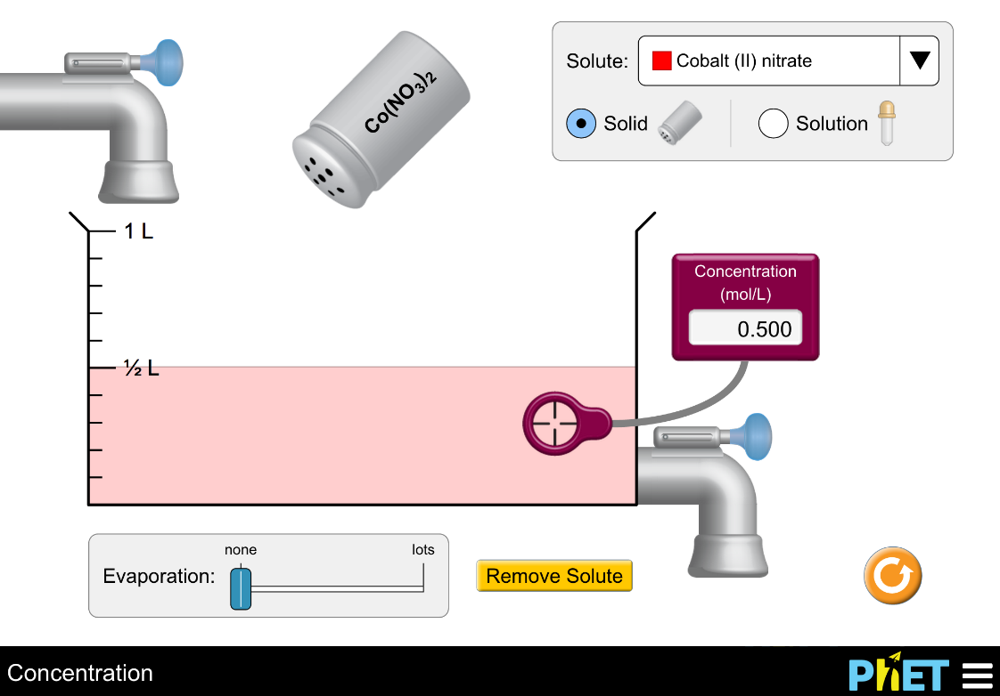 Co(NO3)2
Solute: Cobalt (II) nitrate
Solid Solution
1 L
½ L
Concentration
(mol/L)
0.500
none lots
Evaporation:
Remove Solute
Concentration
PhET